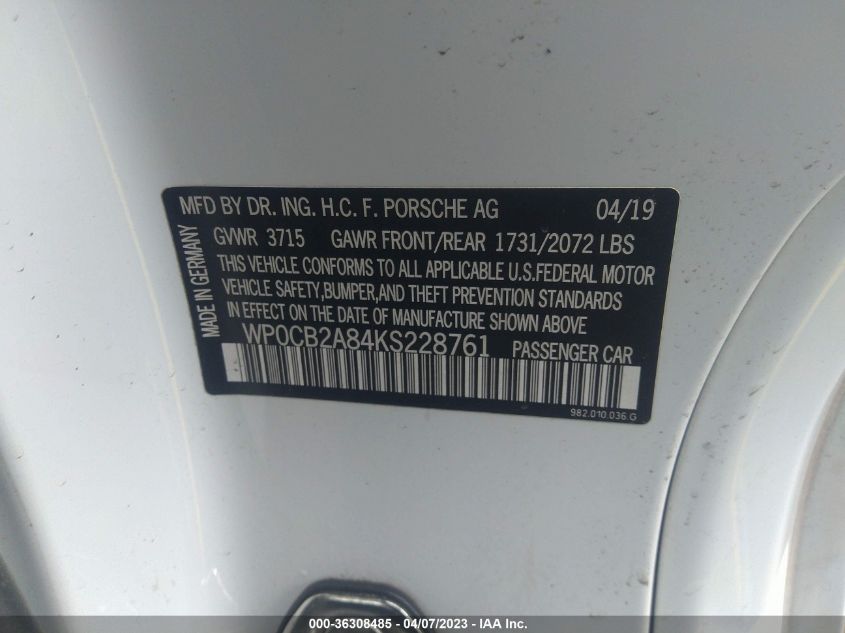 MFD BY DR. ING. H.C. F. PORSCHE AG 04/19
GVWR 3715 GAWR FRONT/REAR 1731/2072 LBS
THIS VEHICLE CONFORMS TO ALL APPLICABLE U.S.FEDERAL MOTOR
VEHICLE SAFETY,BUMPER,AND THEFT PREVENTION STANDARDS
IN EFFECT ON THE DATE OF MANUFACTURE SHOWN ABOVE
MADE IN GERMANY
WP0CB2A84KS228761 PASSENGER CAR
982.010.036.G
000-36308485 - 04/07/2023 - IAA Inc.